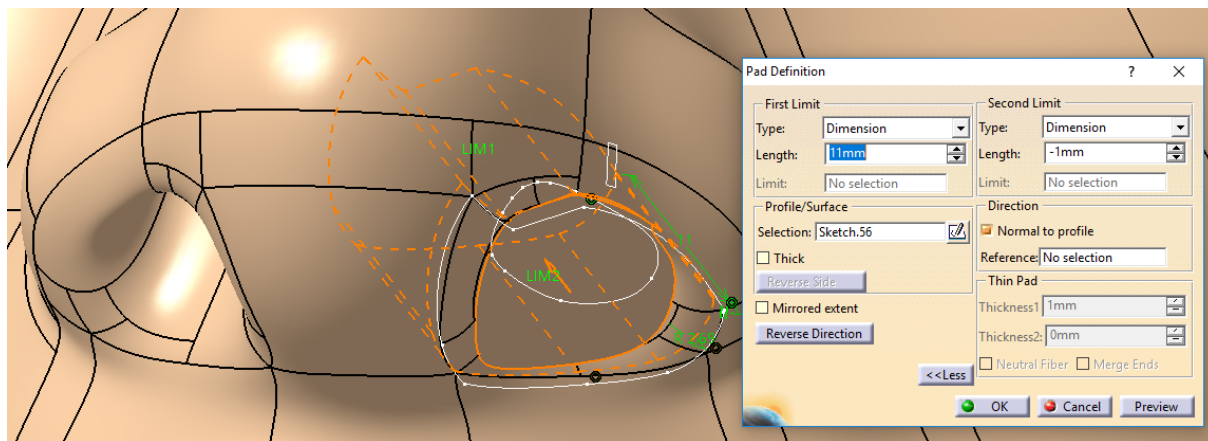 LIM1
LIM2
Pad Definition
? X
First Limit
Type: Dimension
Length: 11mm
Limit: No selection
Second Limit
Type: Dimension
Length: -1mm
Limit: No selection
Profile/Surface
Selection: Sketch.56
Thick
Reverse Side
Mirrored extent
Reverse Direction
Direction
Normal to profile
Reference: No selection
Thin Pad
Thickness1 1mm
Thickness2: 0mm
Neutral Fiber Merge Ends
<<Less
OK Cancel Preview